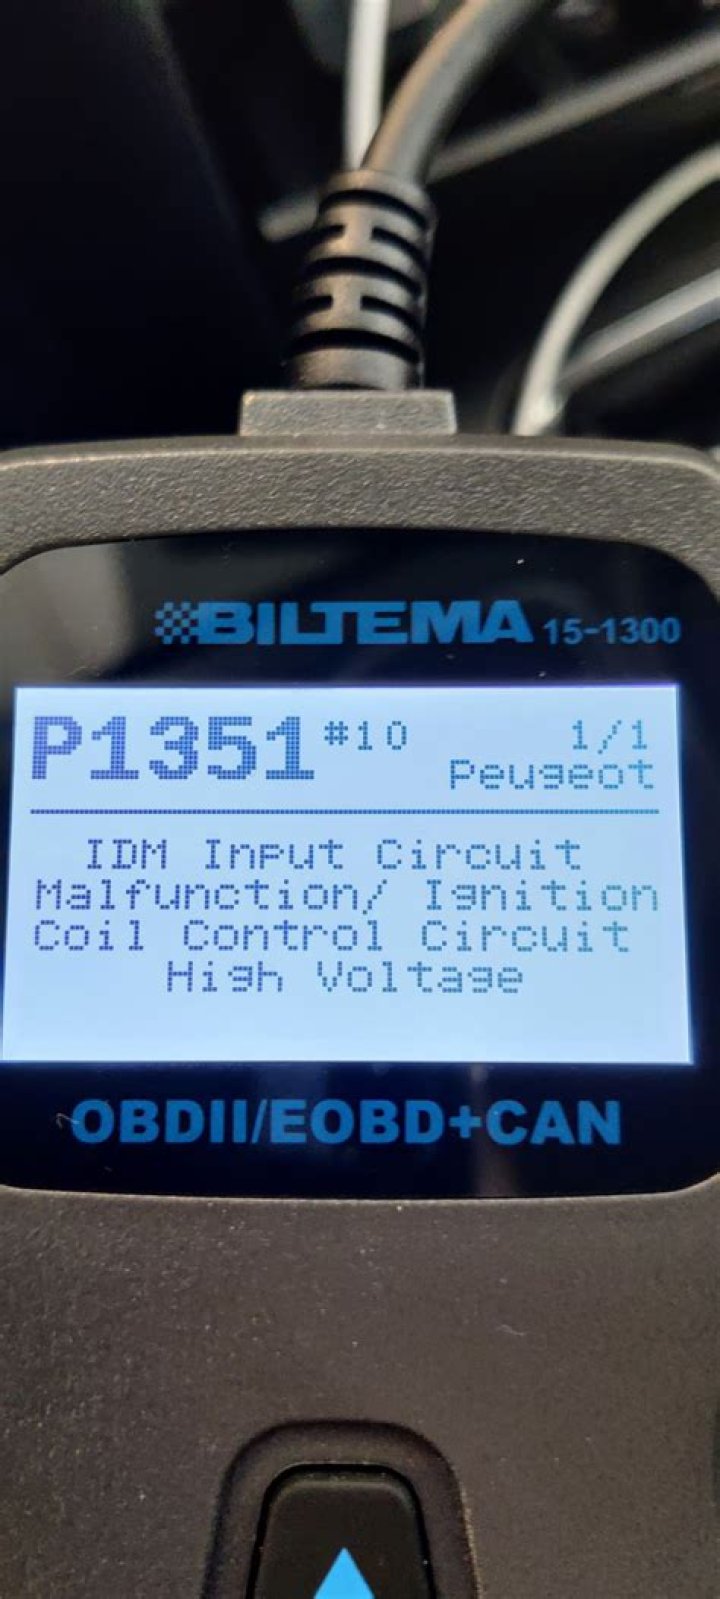 BILTEMA 15-1300
P1351 #10 1/1
Peugeot
IDM Input Circuit
Malfunction/ Ignition
Coil Control Circuit
High Voltage
OBDII/EOBD+CAN